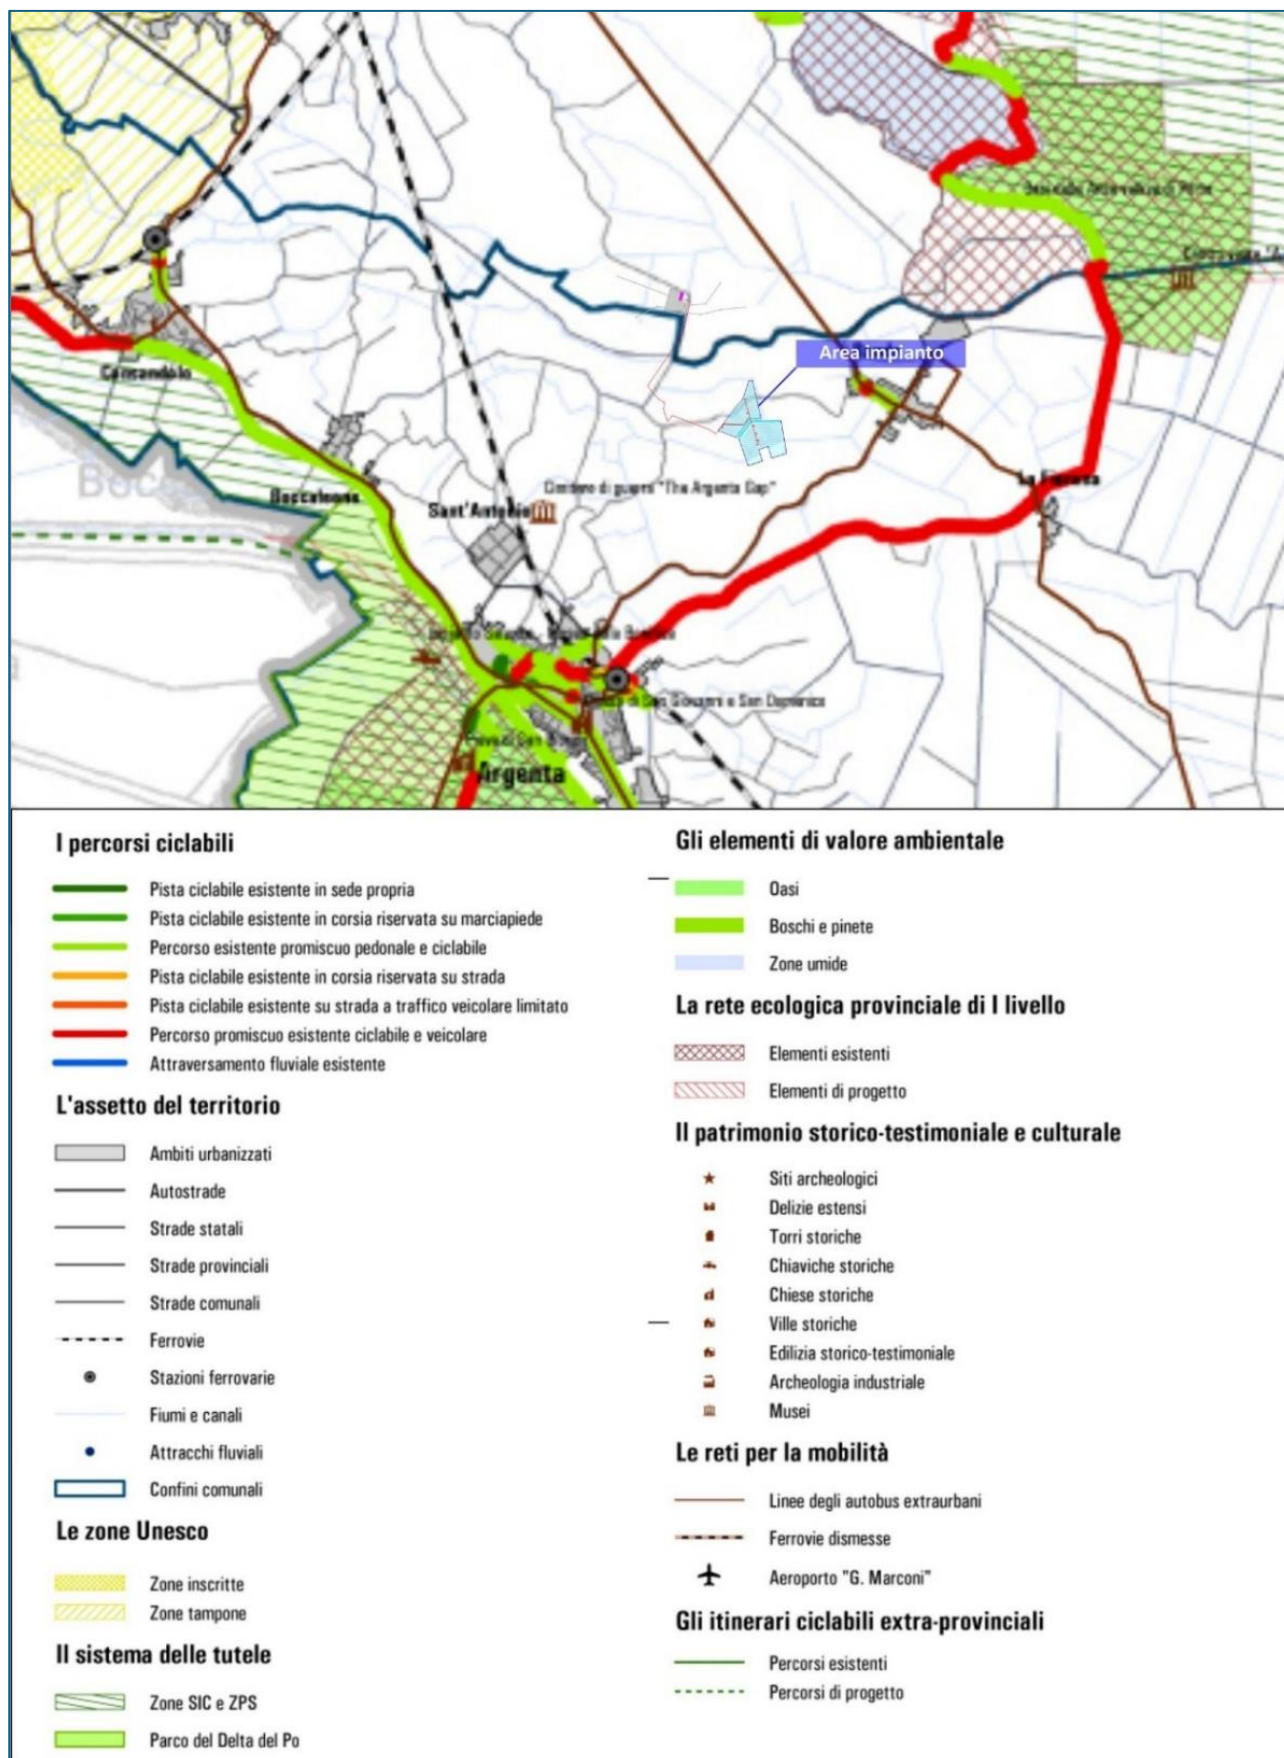 Area impianto
Consandolo
Boccaleone
Sant'Antonio
Cimitero di guerra "The Argenta Gap"
La Fiorana
San Giovanni e San Domenico
Argenta
I percorsi ciclabili
Pista ciclabile esistente in sede propria
Pista ciclabile esistente in corsia riservata su marciapiede
Percorso esistente promiscuo pedonale e ciclabile
Pista ciclabile esistente in corsia riservata su strada
Pista ciclabile esistente su strada a traffico veicolare limitato
Percorso promiscuo esistente ciclabile e veicolare
Attraversamento fluviale esistente
L'assetto del territorio
Ambiti urbanizzati
Autostrade
Strade statali
Strade provinciali
Strade comunali
Ferrovie
Stazioni ferrovarie
Fiumi e canali
Attracchi fluviali
Confini comunali
Le zone Unesco
Zone inscritte
Zone tampone
Il sistema delle tutele
Zone SIC e ZPS
Parco del Delta del Po
Gli elementi di valore ambientale
Oasi
Boschi e pinete
Zone umide
La rete ecologica provinciale di I livello
Elementi esistenti
Elementi di progetto
Il patrimonio storico-testimoniale e culturale
Siti archeologici
Delizie estensi
Torri storiche
Chiaviche storiche
Chiese storiche
Ville storiche
Edilizia storico-testimoniale
Archeologia industriale
Musei
Le reti per la mobilità
Linee degli autobus extraurbani
Ferrovie dismesse
Aeroporto "G. Marconi"
Gli itinerari ciclabili extra-provinciali
Percorsi esistenti
Percorsi di progetto